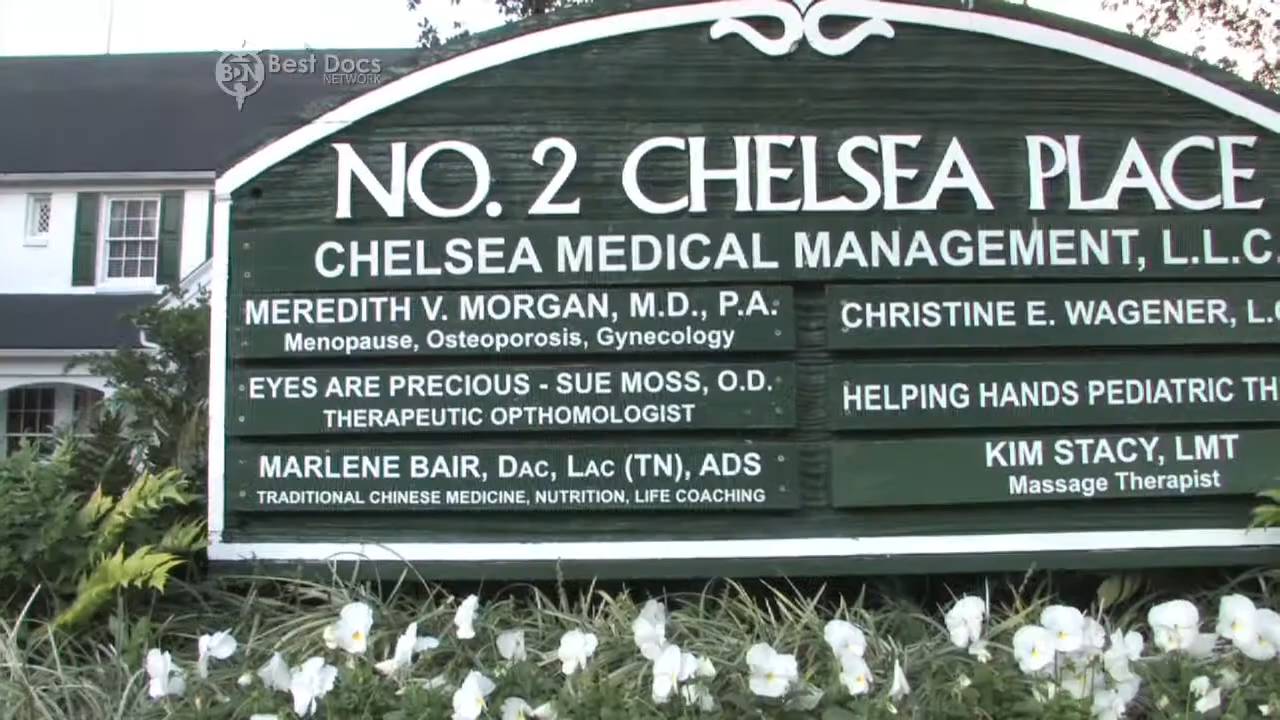 BDN Best Docs
NETWORK
NO. 2 CHELSEA PLACE
CHELSEA MEDICAL MANAGEMENT, L.L.C.
MEREDITH V. MORGAN, M.D., P.A.
Menopause, Osteoporosis, Gynecology
EYES ARE PRECIOUS - SUE MOSS, O.D.
THERAPEUTIC OPTHOMOLOGIST
MARLENE BAIR, DAC, LAC (TN), ADS
TRADITIONAL CHINESE MEDICINE, NUTRITION, LIFE COACHING
CHRISTINE E. WAGENER,
HELPING HANDS PEDIATRIC
KIM STACY, LMT
Massage Therapist